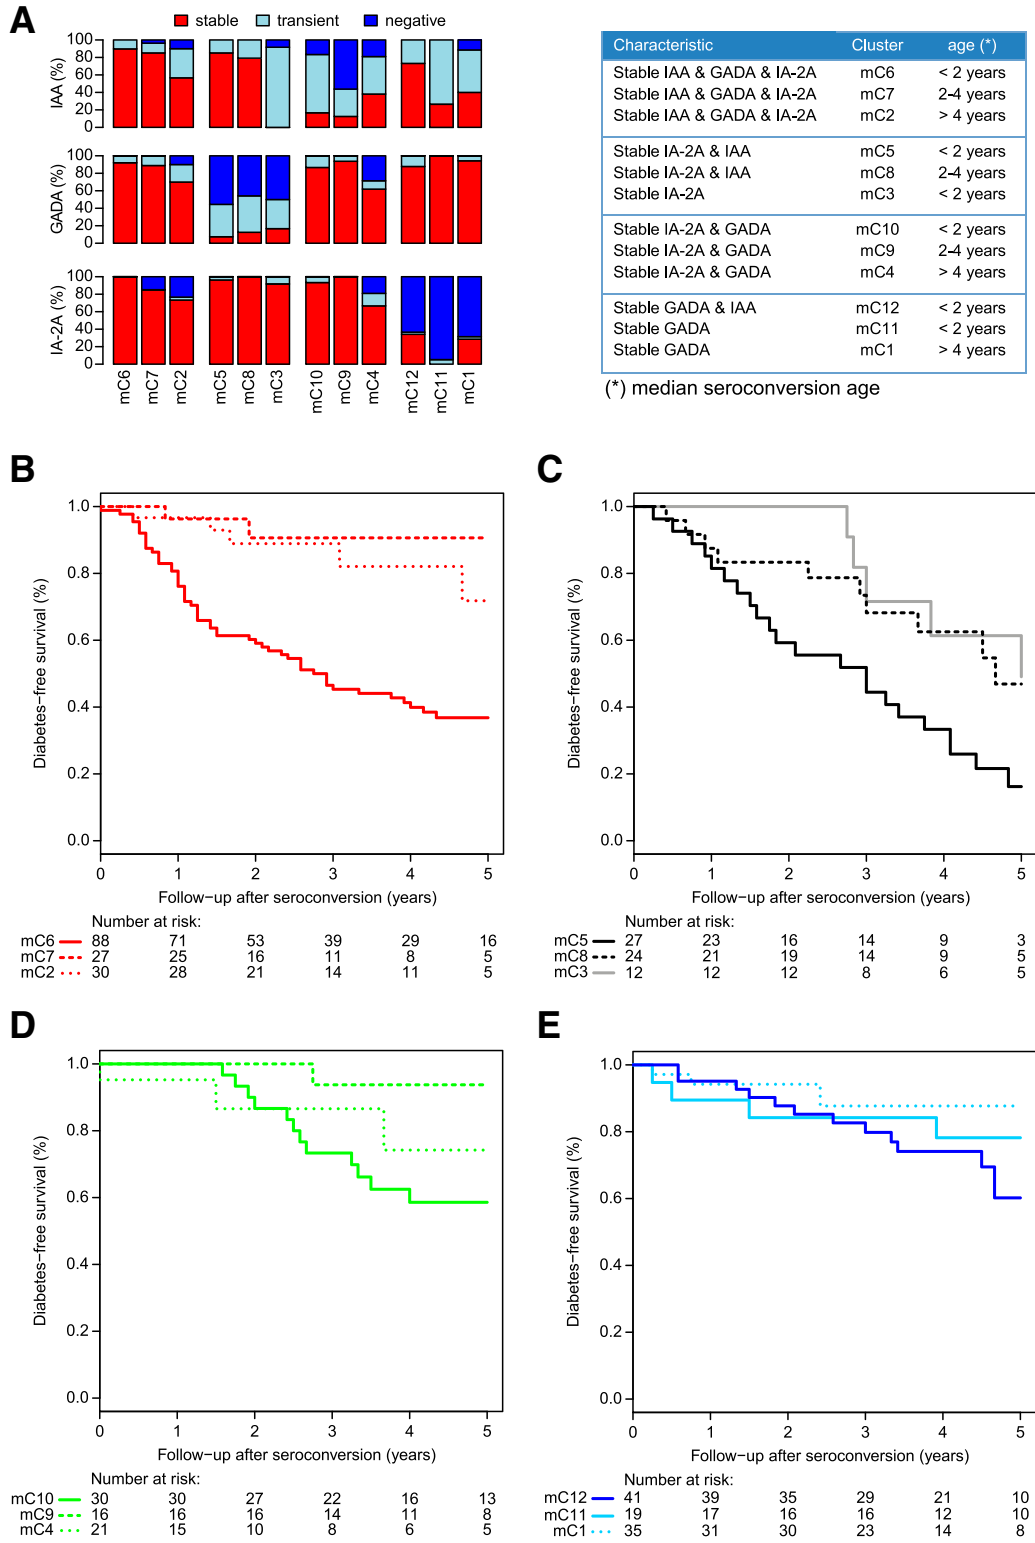 A
stable transient negative
IAA (%)
100
80
60
40
20
0
GADA (%)
100
80
60
40
20
0
IA-2A (%)
100
80
60
40
20
0
mC6 mC7 mC2 mC5 mC8 mC3 mC10 mC9 mC4 mC12 mC11 mC1
Characteristic Cluster age (*)
Stable IAA & GADA & IA-2A mC6 < 2 years
Stable IAA & GADA & IA-2A mC7 2-4 years
Stable IAA & GADA & IA-2A mC2 > 4 years
Stable IA-2A & IAA mC5 < 2 years
Stable IA-2A & IAA mC8 2-4 years
Stable IA-2A mC3 < 2 years
Stable IA-2A & GADA mC10 < 2 years
Stable IA-2A & GADA mC9 2-4 years
Stable IA-2A & GADA mC4 > 4 years
Stable GADA & IAA mC12 < 2 years
Stable GADA mC11 < 2 years
Stable GADA mC1 > 4 years
(*) median seroconversion age
B
Diabetes−free survival (%)
1.0
0.8
0.6
0.4
0.2
0.0
0 1 2 3 4 5
Follow−up after seroconversion (years)
Number at risk:
mC6 88 71 53 39 29 16
mC7 27 25 16 11 8 5
mC2 30 28 21 14 11 5
C
Diabetes−free survival (%)
1.0
0.8
0.6
0.4
0.2
0.0
0 1 2 3 4 5
Follow−up after seroconversion (years)
Number at risk:
mC5 27 23 16 14 9 3
mC8 24 21 19 14 9 5
mC3 12 12 12 8 6 5
D
Diabetes−free survival (%)
1.0
0.8
0.6
0.4
0.2
0.0
0 1 2 3 4 5
Follow−up after seroconversion (years)
Number at risk:
mC10 30 30 27 22 16 13
mC9 16 16 16 14 11 8
mC4 21 15 10 8 6 5
E
Diabetes−free survival (%)
1.0
0.8
0.6
0.4
0.2
0.0
0 1 2 3 4 5
Follow−up after seroconversion (years)
Number at risk:
mC12 41 39 35 29 21 10
mC11 19 17 16 16 12 10
mC1 35 31 30 23 14 8